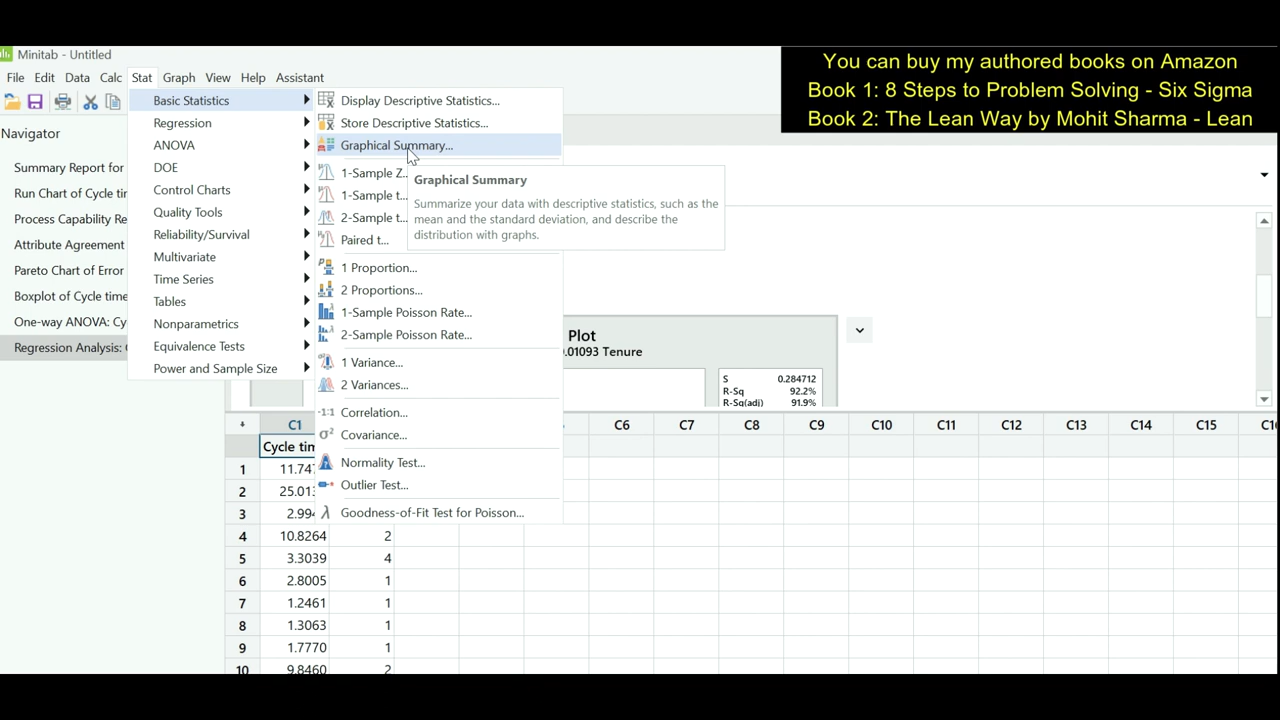 Minitab - Untitled
You can buy my authored books on Amazon
Book 1: 8 Steps to Problem Solving - Six Sigma
Book 2: The Lean Way by Mohit Sharma - Lean
File Edit Data Calc Stat Graph View Help Assistant
Navigator
Summary Report for
Run Chart of Cycle tir
Process Capability Re
Attribute Agreement
Pareto Chart of Error
Boxplot of Cycle time
One-way ANOVA: Cy
Regression Analysis:
Basic Statistics
Regression
ANOVA
DOE
Control Charts
Quality Tools
Reliability/Survival
Multivariate
Time Series
Tables
Nonparametrics
Equivalence Tests
Power and Sample Size
Display Descriptive Statistics...
Store Descriptive Statistics...
Graphical Summary...
1-Sample Z...
1-Sample t...
2-Sample t...
Paired t...
1 Proportion...
2 Proportions...
1-Sample Poisson Rate...
2-Sample Poisson Rate...
1 Variance...
2 Variances...
Correlation...
Covariance...
Normality Test...
Outlier Test...
Goodness-of-Fit Test for Poisson...
Graphical Summary
Summarize your data with descriptive statistics, such as the
mean and the standard deviation, and describe the
distribution with graphs.
Plot
.01093 Tenure
S 0.284712
R-Sq 92.2%
R-Sq(adj) 91.9%
C1 C6 C7 C8 C9 C10 C11 C12 C13 C14 C15 C1
Cycle tim
1 11.747
2 25.013
3 2.994
4 10.8264 2
5 3.3039 4
6 2.8005 1
7 1.2461 1
8 1.3063 1
9 1.7770 1
10 9.8460 2